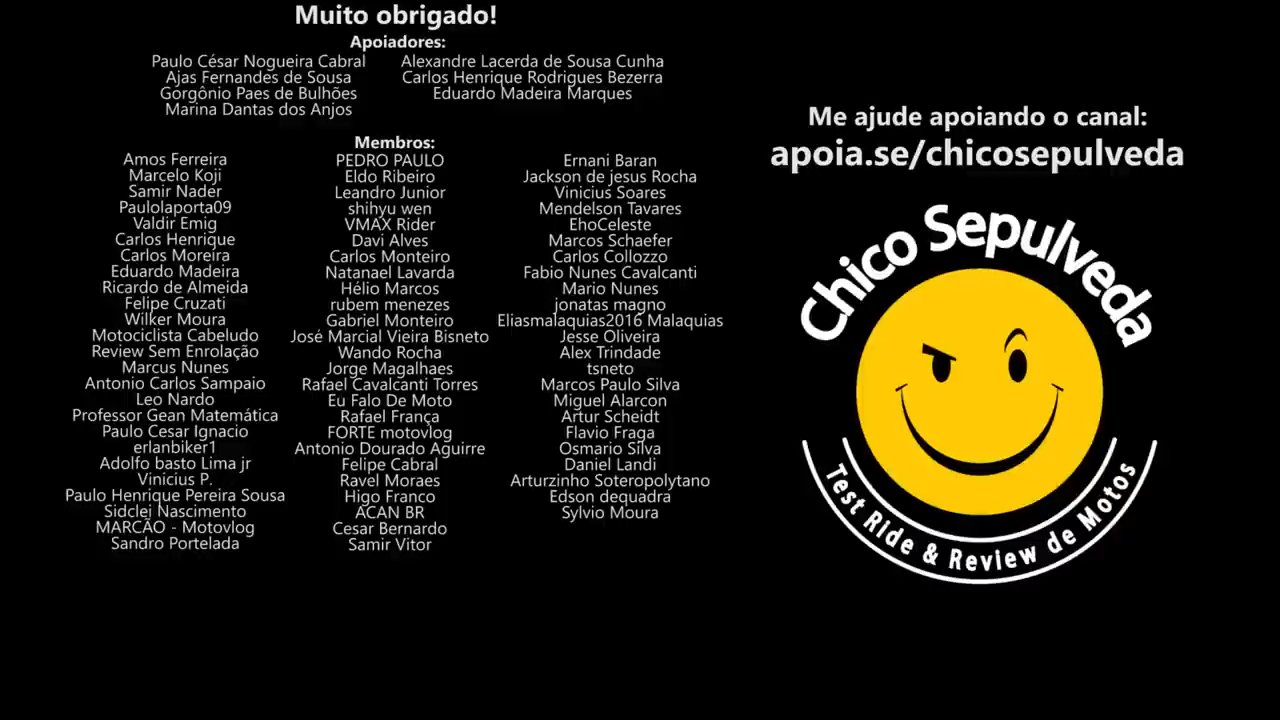 Muito obrigado!
Apoiadores:
Paulo César Nogueira Cabral
Ajas Fernandes de Sousa
Gorgônio Paes de Bulhões
Marina Dantas dos Anjos
Alexandre Lacerda de Sousa Cunha
Carlos Henrique Rodrigues Bezerra
Eduardo Madeira Marques
Membros:
Amos Ferreira
Marcelo Koji
Samir Nader
Paulolaporta09
Valdir Emig
Carlos Henrique
Carlos Moreira
Eduardo Madeira
Ricardo de Almeida
Felipe Cruzati
Wilker Moura
Motociclista Cabeludo
Review Sem Enrolação
Marcus Nunes
Antonio Carlos Sampaio
Leo Nardo
Professor Gean Matemática
Paulo Cesar Ignacio
erlanbiker1
Adolfo basto Lima jr
Vinicius P.
Paulo Henrique Pereira Sousa
Sidclei Nascimento
MARCÃO - Motovlog
Sandro Portelada
PEDRO PAULO
Eldo Ribeiro
Leandro Junior
shihyu wen
VMAX Rider
Davi Alves
Carlos Monteiro
Natanael Lavarda
Hélio Marcos
rubem menezes
Gabriel Monteiro
José Marcial Vieira Bisneto
Wando Rocha
Jorge Magalhaes
Rafael Cavalcanti Torres
Eu Falo De Moto
Rafael França
FORTE motovlog
Antonio Dourado Aguirre
Felipe Cabral
Ravel Moraes
Higo Franco
ACAN BR
Cesar Bernardo
Samir Vitor
Ernani Baran
Jackson de jesus Rocha
Vinicius Soares
Mendelson Tavares
EhoCeleste
Marcos Schaefer
Carlos Collozzo
Fabio Nunes Cavalcanti
Mario Nunes
jonatas magno
Eliasmalaquias2016 Malaquias
Jesse Oliveira
Alex Trindade
tsneto
Marcos Paulo Silva
Miguel Alarcon
Artur Scheidt
Flavio Fraga
Osmario Silva
Daniel Landi
Arturzinho Soteropolytano
Edson dequadra
Sylvio Moura
Me ajude apoiando o canal:
apoia.se/chicosepulveda
Chico Sepulveda
Test Ride & Review de Motos